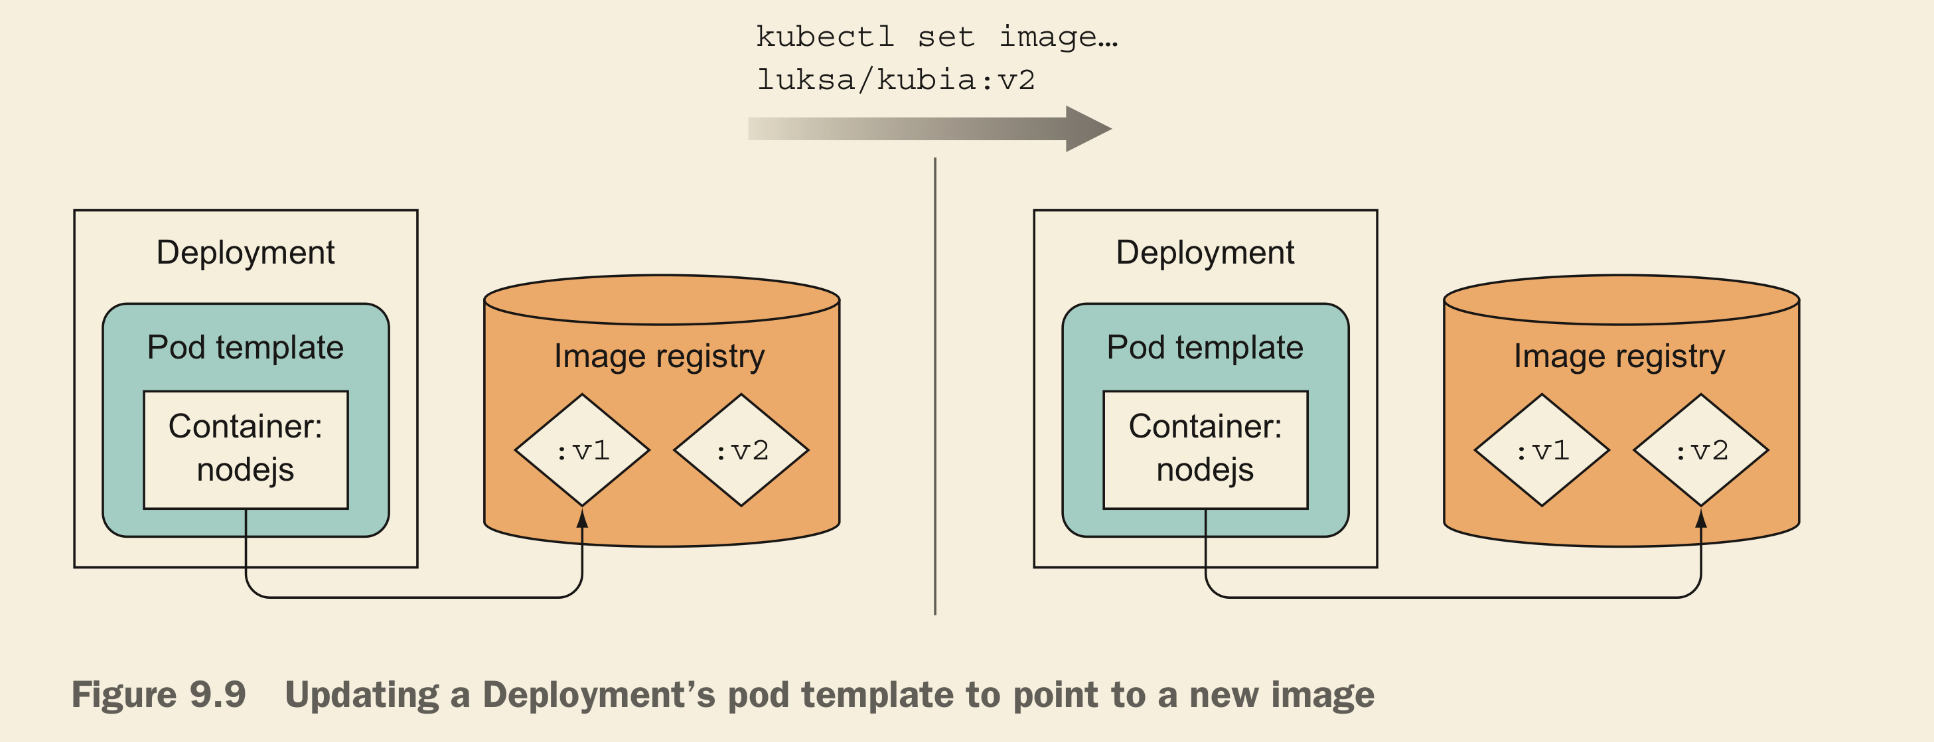 kubectl set image…
luksa/kubia:v2
Deployment
Pod template
Container:
nodejs
Image registry
:v1
:v2
Deployment
Pod template
Container:
nodejs
Image registry
:v1
:v2
Figure 9.9 Updating a Deployment’s pod template to point to a new image